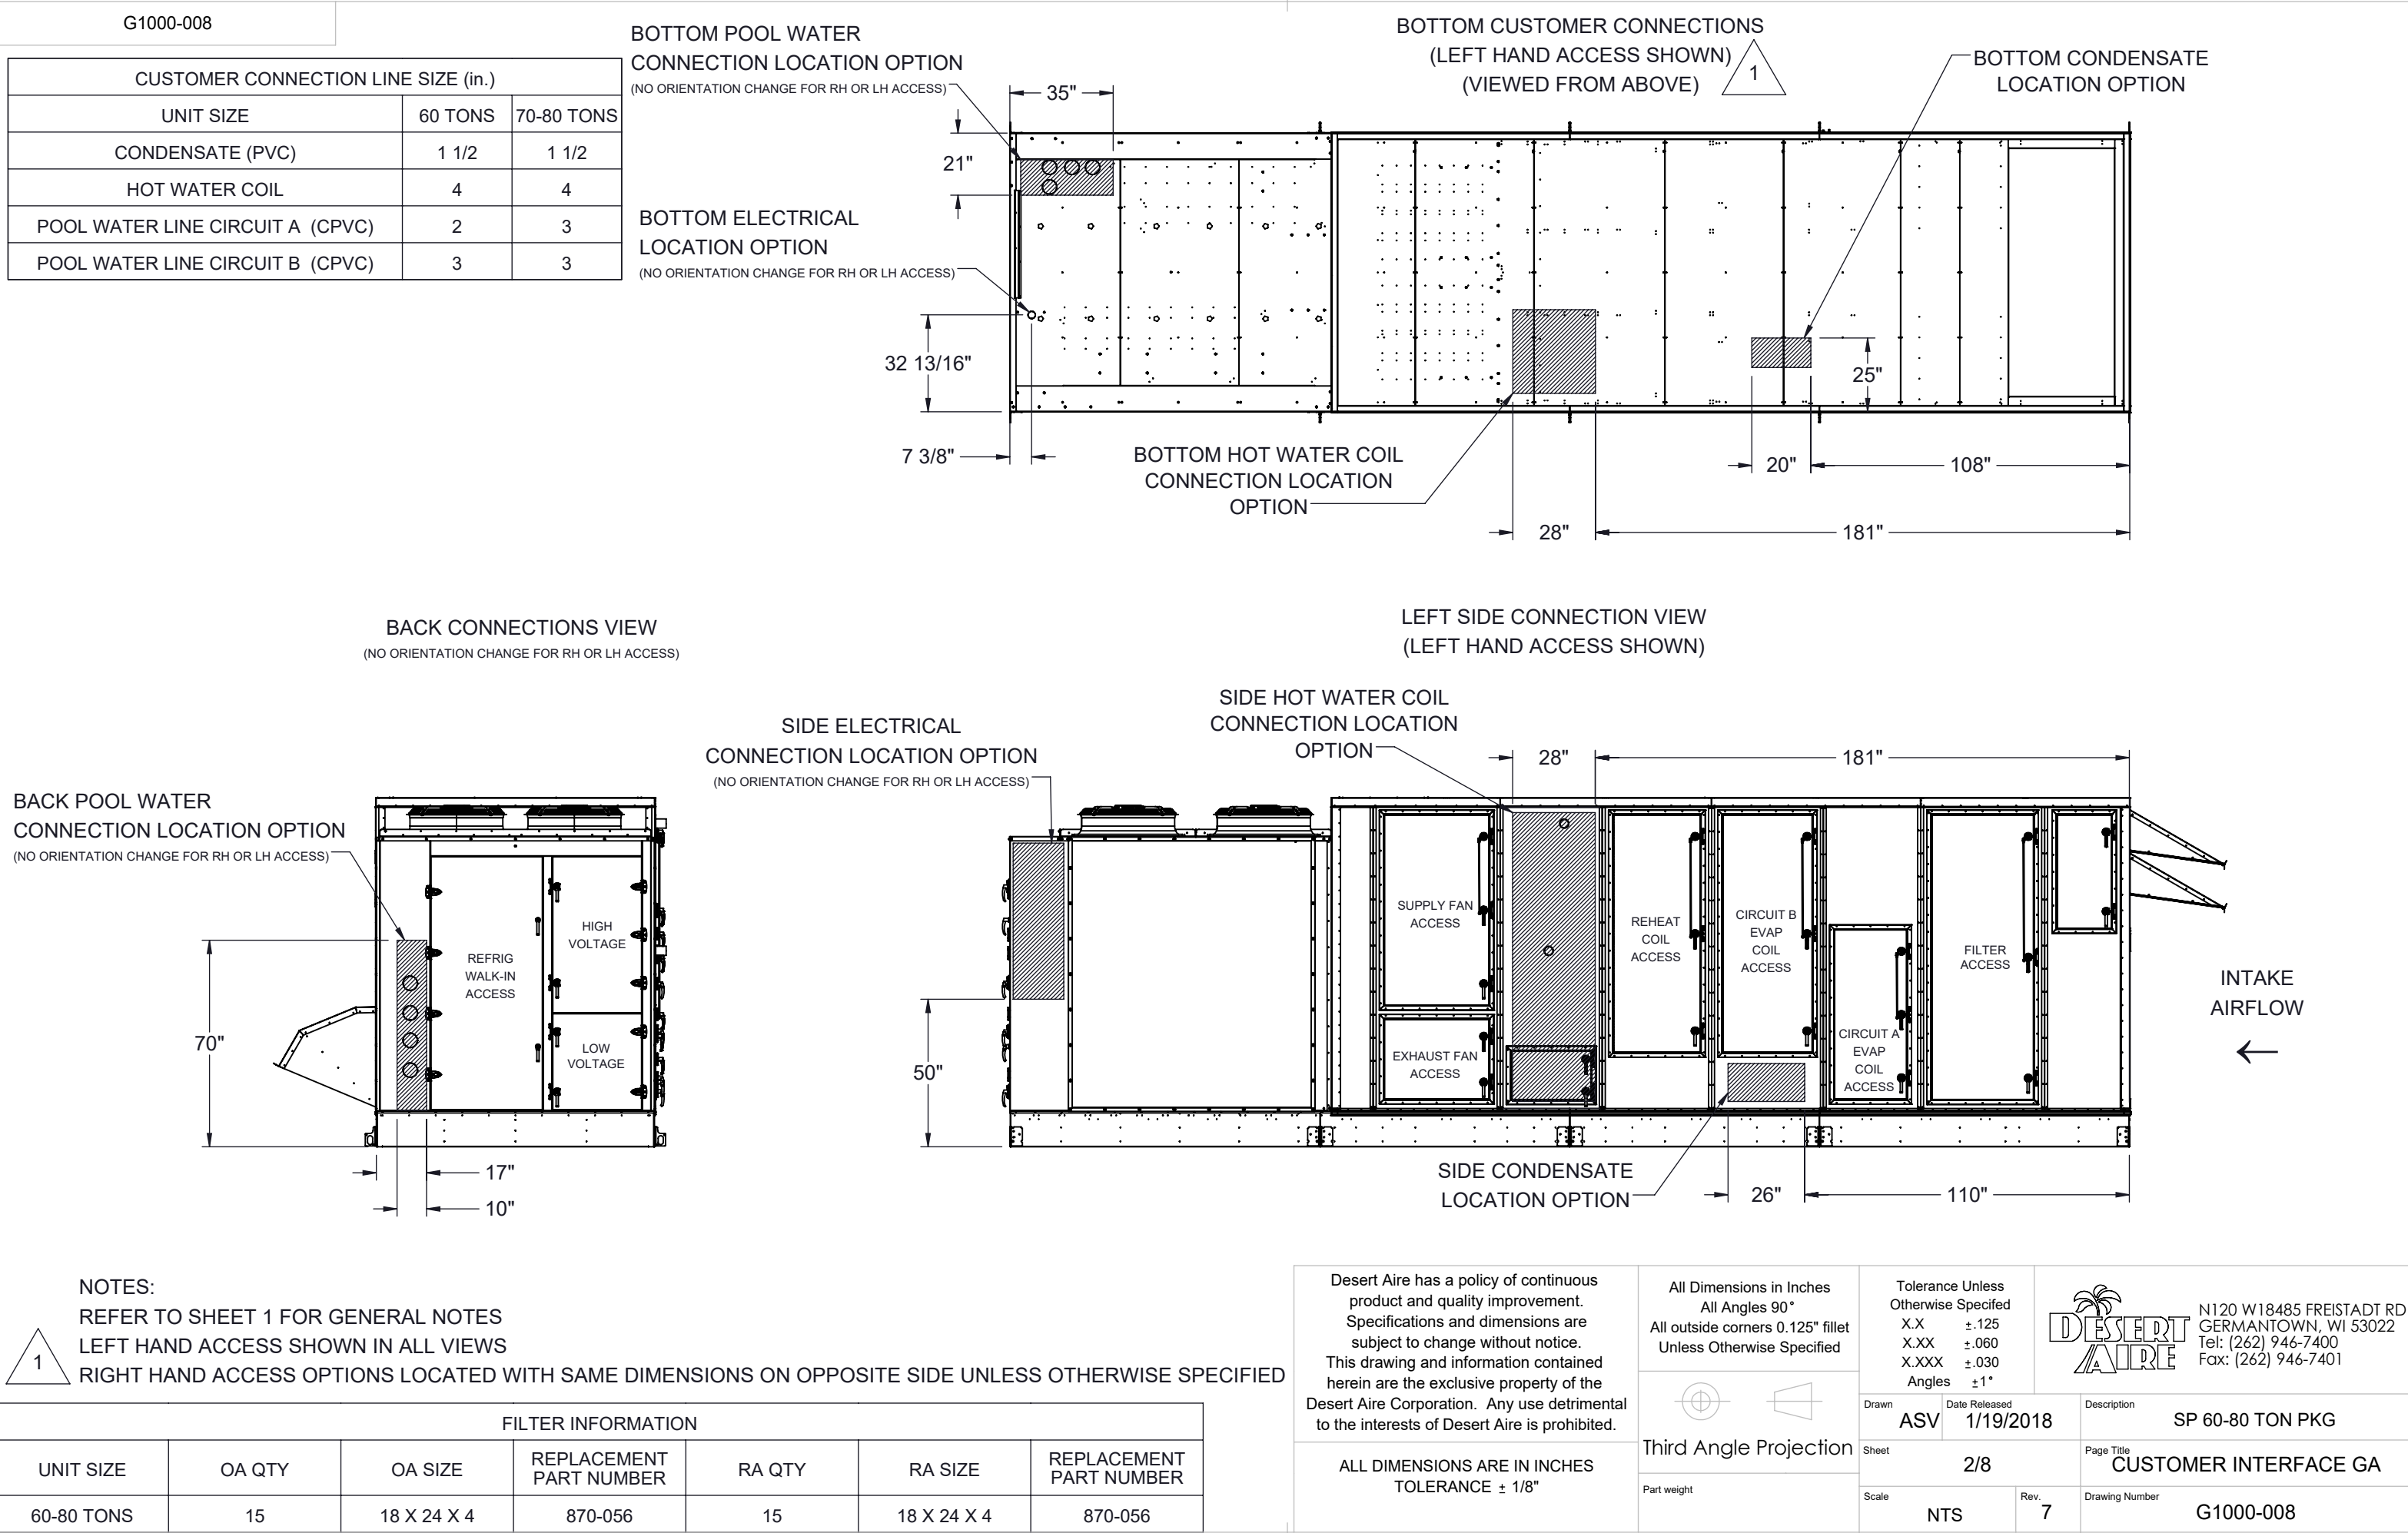 G1000-008
CUSTOMER CONNECTION LINE SIZE (in.)
UNIT SIZE 60 TONS 70-80 TONS
CONDENSATE (PVC) 1 1/2 1 1/2
HOT WATER COIL 4 4
POOL WATER LINE CIRCUIT A (CPVC) 2 3
POOL WATER LINE CIRCUIT B (CPVC) 3 3
BOTTOM POOL WATER
CONNECTION LOCATION OPTION
(NO ORIENTATION CHANGE FOR RH OR LH ACCESS)
BOTTOM ELECTRICAL
LOCATION OPTION
(NO ORIENTATION CHANGE FOR RH OR LH ACCESS)
BOTTOM CUSTOMER CONNECTIONS
(LEFT HAND ACCESS SHOWN)
(VIEWED FROM ABOVE)
1
BOTTOM CONDENSATE
LOCATION OPTION
35"
21"
32 13/16"
7 3/8"
25"
BOTTOM HOT WATER COIL
CONNECTION LOCATION
OPTION
20"
108"
28"
181"
BACK CONNECTIONS VIEW
(NO ORIENTATION CHANGE FOR RH OR LH ACCESS)
BACK POOL WATER
CONNECTION LOCATION OPTION
(NO ORIENTATION CHANGE FOR RH OR LH ACCESS)
REFRIG
WALK-IN
ACCESS
HIGH
VOLTAGE
LOW
VOLTAGE
70"
17"
10"
LEFT SIDE CONNECTION VIEW
(LEFT HAND ACCESS SHOWN)
SIDE ELECTRICAL
CONNECTION LOCATION OPTION
(NO ORIENTATION CHANGE FOR RH OR LH ACCESS)
SIDE HOT WATER COIL
CONNECTION LOCATION
OPTION
28"
181"
SUPPLY FAN
ACCESS
EXHAUST FAN
ACCESS
REHEAT
COIL
ACCESS
CIRCUIT B
EVAP
COIL
ACCESS
CIRCUIT A
EVAP
COIL
ACCESS
FILTER
ACCESS
INTAKE
AIRFLOW
50"
SIDE CONDENSATE
LOCATION OPTION
26"
110"
NOTES:
REFER TO SHEET 1 FOR GENERAL NOTES
LEFT HAND ACCESS SHOWN IN ALL VIEWS
1
RIGHT HAND ACCESS OPTIONS LOCATED WITH SAME DIMENSIONS ON OPPOSITE SIDE UNLESS OTHERWISE SPECIFIED
FILTER INFORMATION
UNIT SIZE OA QTY OA SIZE REPLACEMENT PART NUMBER RA QTY RA SIZE REPLACEMENT PART NUMBER
60-80 TONS 15 18 X 24 X 4 870-056 15 18 X 24 X 4 870-056
Desert Aire has a policy of continuous
product and quality improvement.
Specifications and dimensions are
subject to change without notice.
This drawing and information contained
herein are the exclusive property of the
Desert Aire Corporation. Any use detrimental
to the interests of Desert Aire is prohibited.
ALL DIMENSIONS ARE IN INCHES
TOLERANCE ± 1/8"
All Dimensions in Inches
All Angles 90°
All outside corners 0.125" fillet
Unless Otherwise Specified
Third Angle Projection
Part weight
Tolerance Unless
Otherwise Specifed
X.X ±.125
X.XX ±.060
X.XXX ±.030
Angles ±1°
DESERT
AIRE
N120 W18485 FREISTADT RD
GERMANTOWN, WI 53022
Tel: (262) 946-7400
Fax: (262) 946-7401
Drawn ASV
Date Released 1/19/2018
Description SP 60-80 TON PKG
Sheet 2/8
Page Title CUSTOMER INTERFACE GA
Scale NTS
Rev. 7
Drawing Number G1000-008